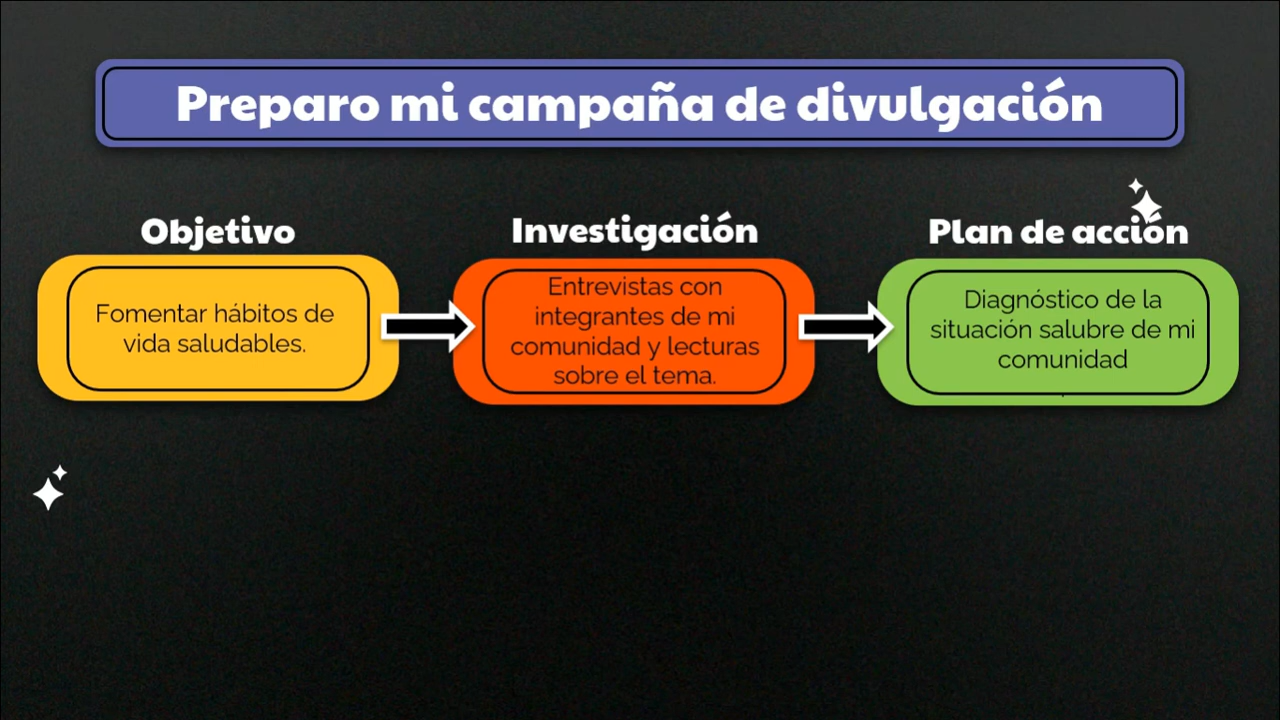 Preparo mi campaña de divulgación
Objetivo
Fomentar hábitos de
vida saludables.
Investigación
Entrevistas con
integrantes de mi
comunidad y lecturas
sobre el tema.
Plan de acción
Diagnóstico de la
situación salubre de mi
comunidad
.